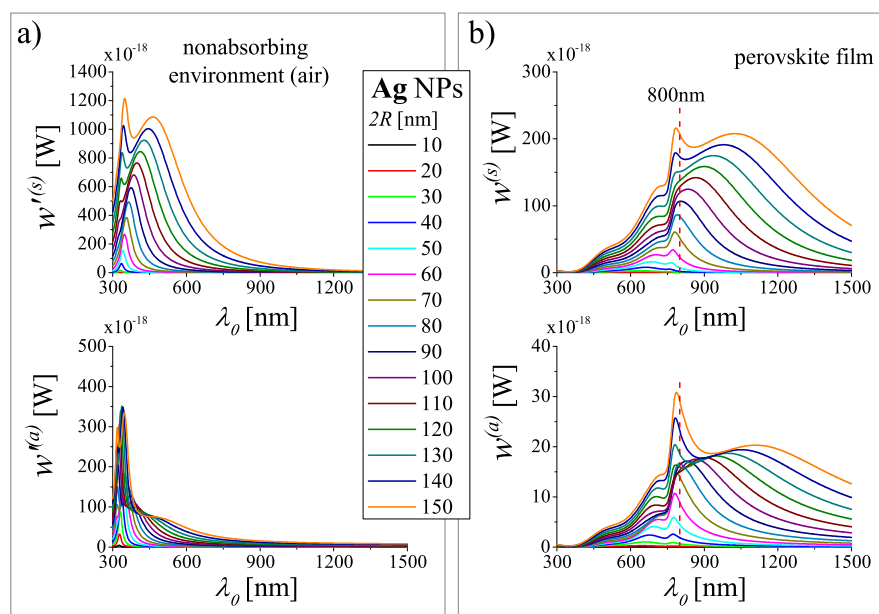 a)
nonabsorbing
environment (air)
x10⁻¹⁸
1400
1200
1000
800
600
400
200
0
w'⁽ˢ⁾ [W]
300 600 900 1200
λ₀ [nm]
x10⁻¹⁸
500
400
300
200
100
0
w'⁽ᵃ⁾ [W]
300 600 900 1200 1500
λ₀ [nm]
Ag NPs
2R [nm]
10
20
30
40
50
60
70
80
90
100
110
120
130
140
150
b)
perovskite film
x10⁻¹⁸
800nm
300
200
100
0
w⁽ˢ⁾ [W]
300 600 900 1200 1500
λ₀ [nm]
x10⁻¹⁸
40
30
20
10
0
w⁽ᵃ⁾ [W]
300 600 900 1200 1500
λ₀ [nm]